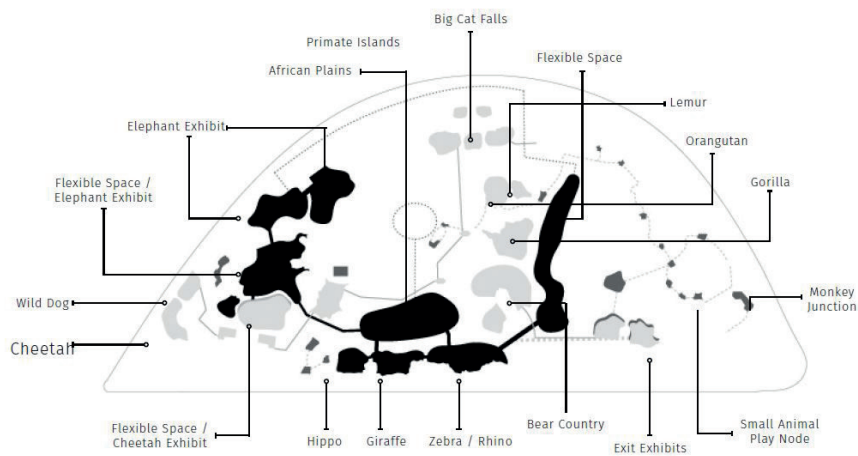 Big Cat Falls
Primate Islands
Flexible Space
African Plains
Lemur
Elephant Exhibit
Orangutan
Flexible Space /
Elephant Exhibit
Gorilla
Wild Dog
Monkey
Junction
Cheetah
Flexible Space /
Cheetah Exhibit
Hippo
Giraffe
Zebra / Rhino
Bear Country
Exit Exhibits
Small Animal
Play Node